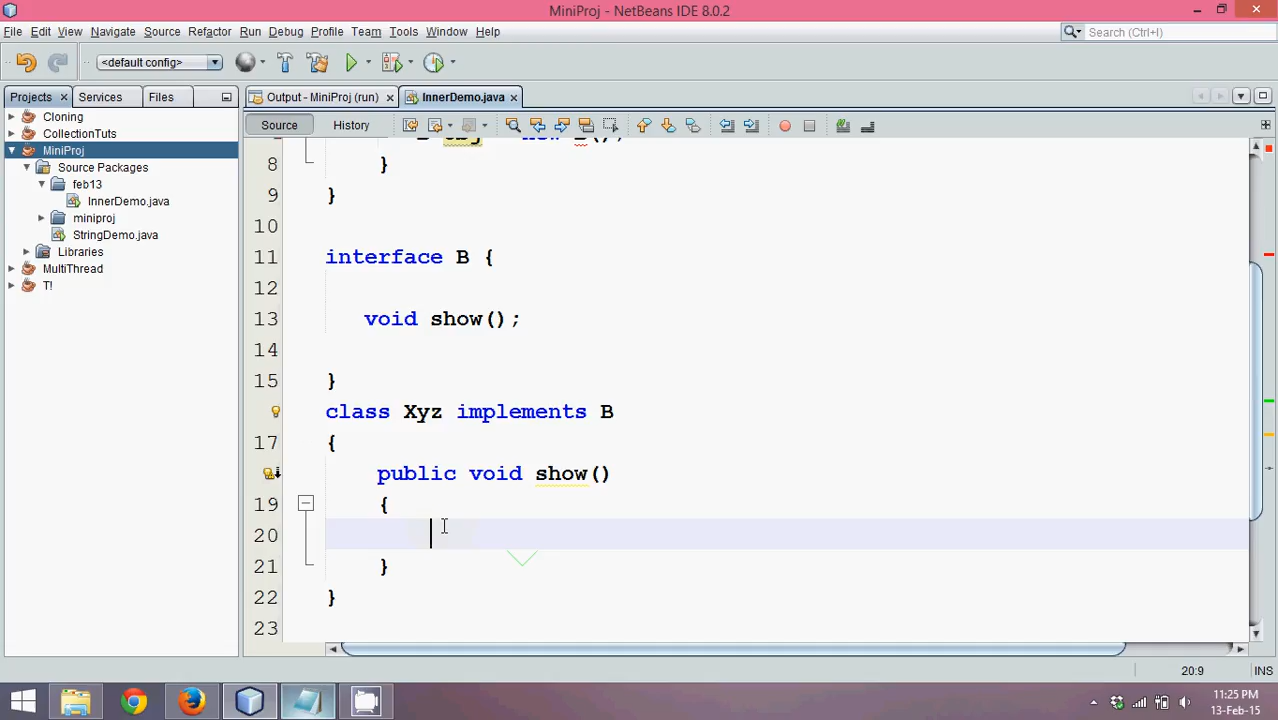 MiniProj - NetBeans IDE 8.0.2
File Edit View Navigate Source Refactor Run Debug Profile Team Tools Window Help
Search (Ctrl+I)
<default config>
Projects Services Files
Output - MiniProj (run) InnerDemo.java
Source History
Cloning
CollectionTuts
MiniProj
Source Packages
feb13
InnerDemo.java
miniproj
StringDemo.java
Libraries
MultiThread
T!
8 }
9 }
10
11 interface B {
12
13 void show();
14
15 }
class Xyz implements B
17 {
public void show()
19 {
20
21 }
22 }
23
20:9 INS
11:25 PM
13-Feb-15